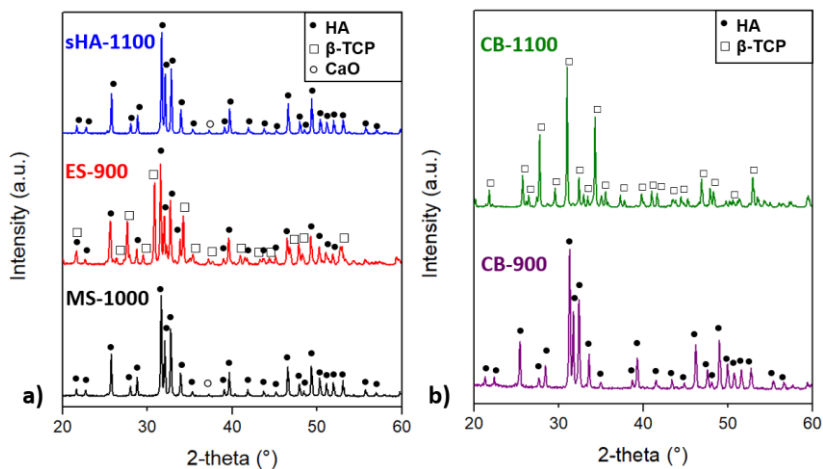 sHA-1100
● HA
□ β-TCP
○ CaO
ES-900
MS-1000
a)
Intensity (a.u.)
20 30 40 50 60
2-theta (°)
CB-1100
● HA
□ β-TCP
CB-900
b)
Intensity (a.u.)
20 30 40 50 60
2-theta (°)